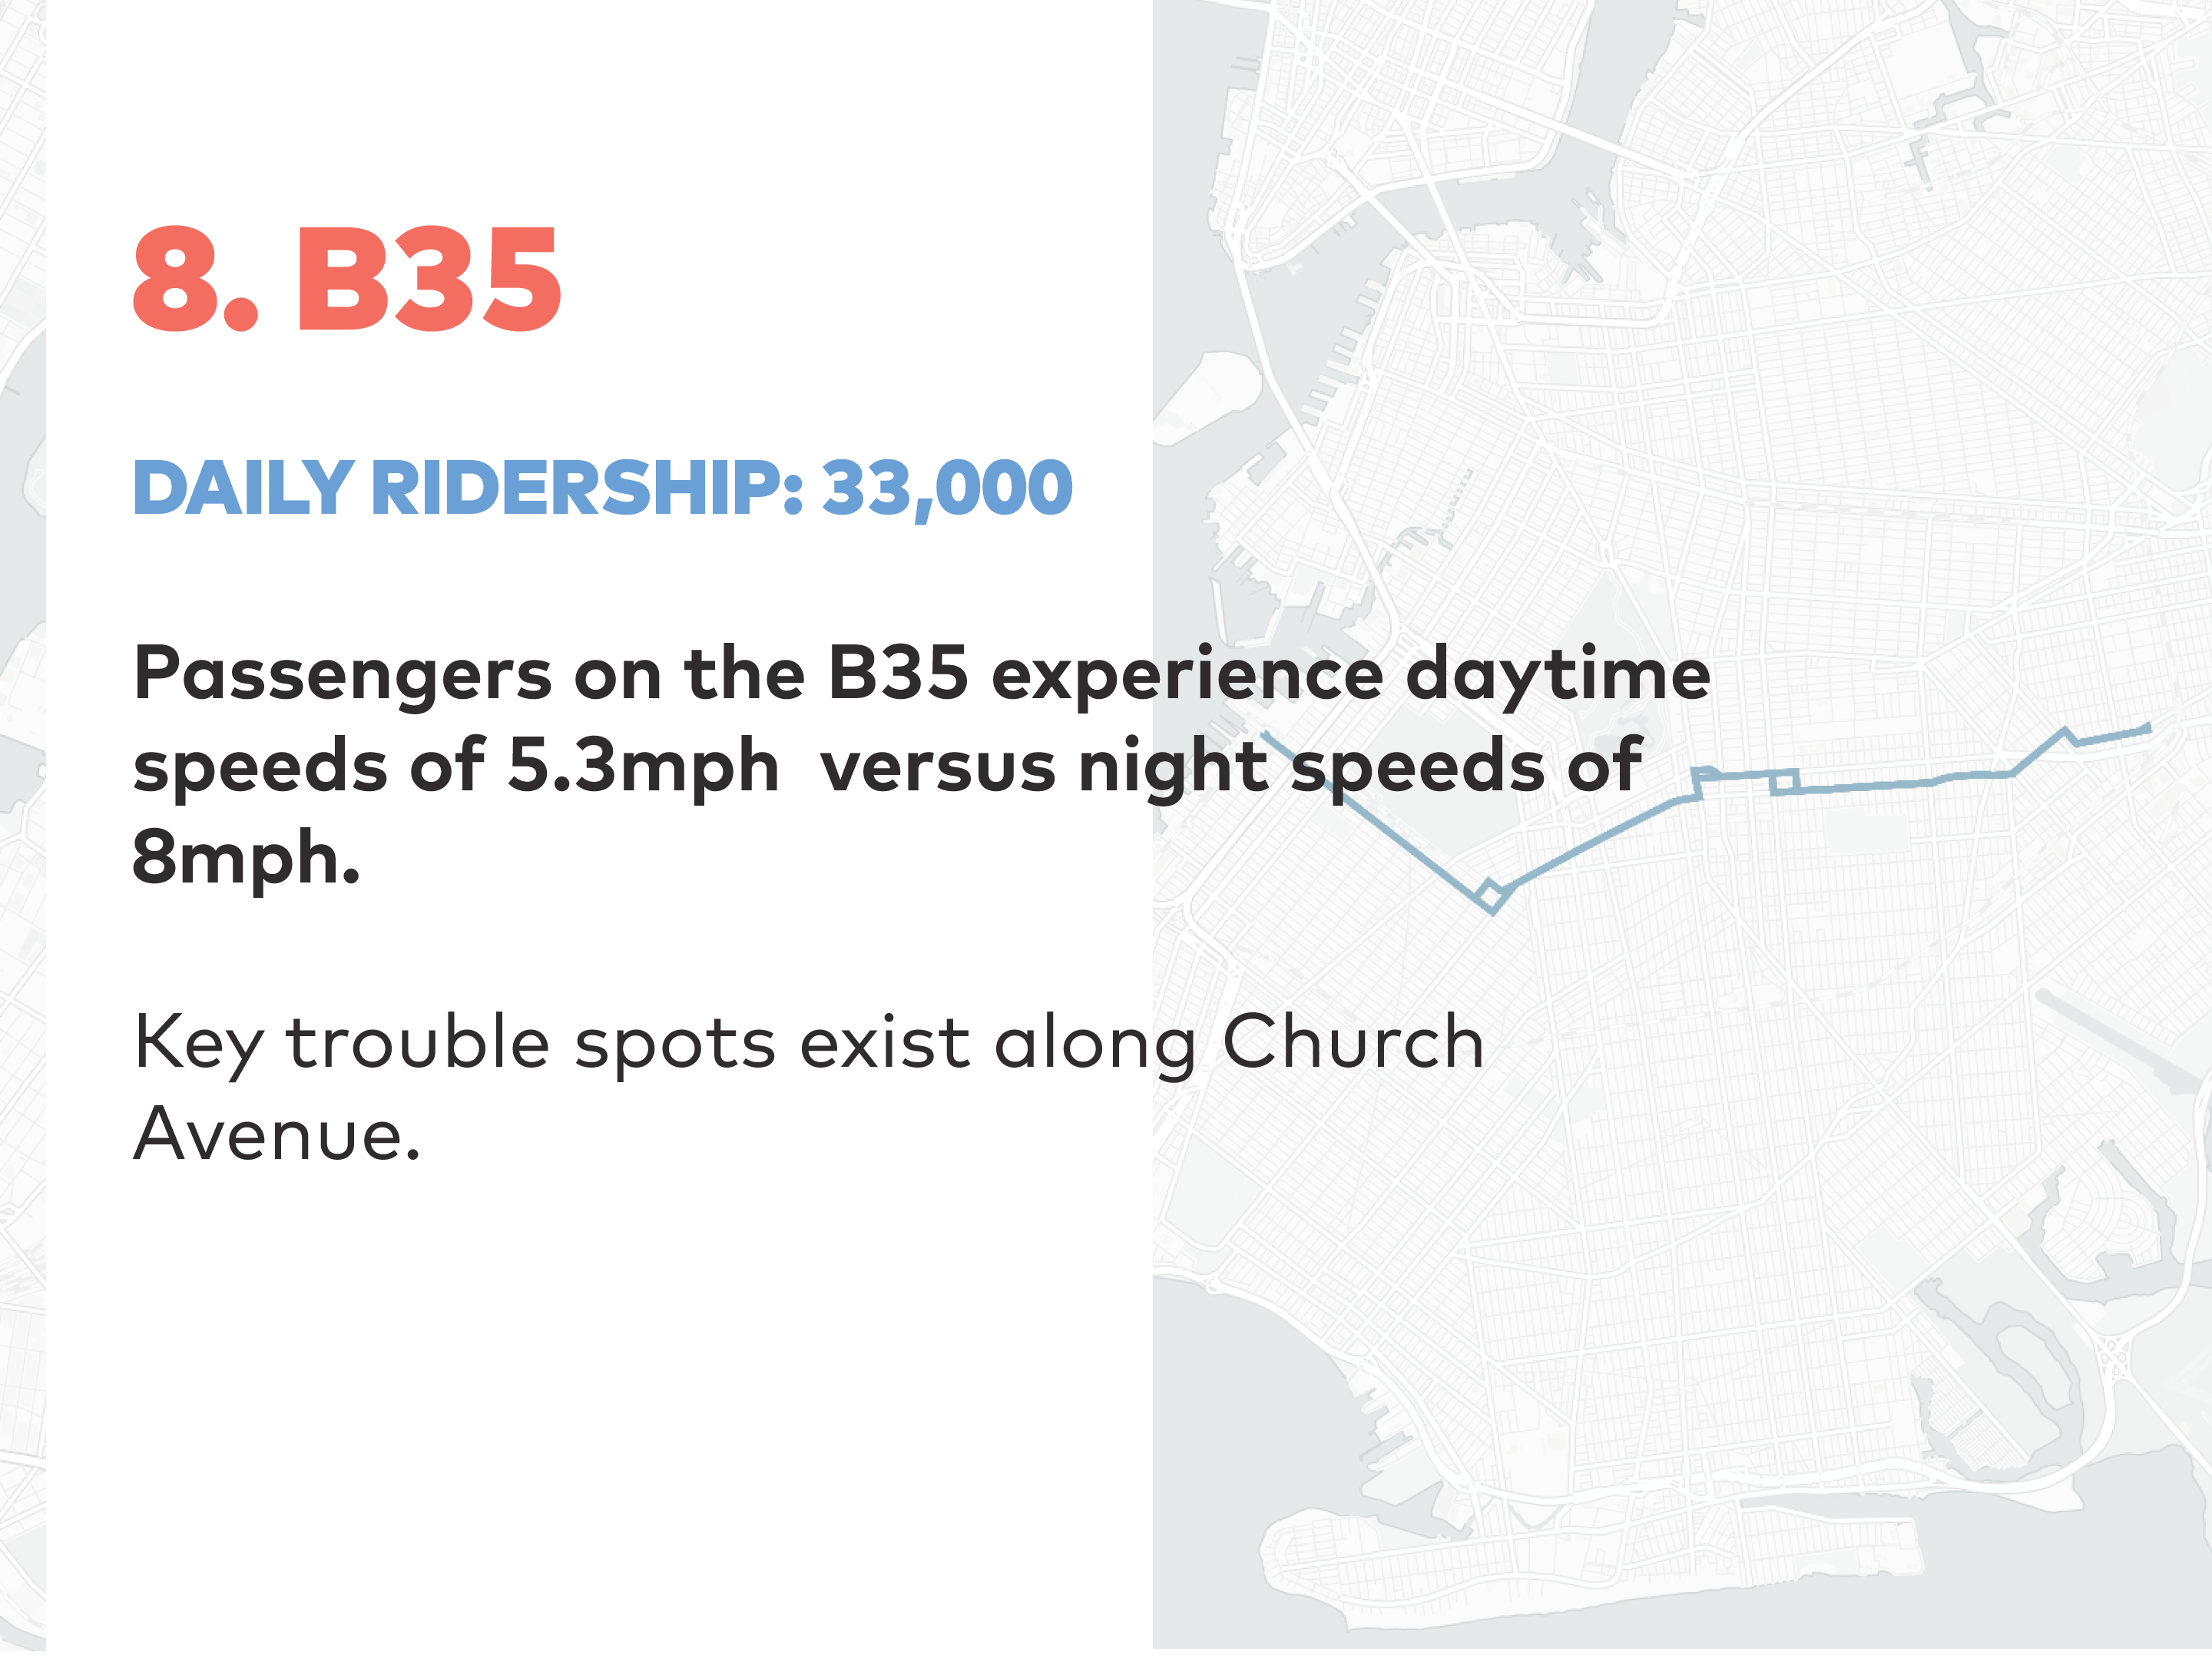 8. B35
DAILY RIDERSHIP: 33,000
Passengers on the B35 experience daytime
speeds of 5.3mph  versus night speeds of
8mph.
Key trouble spots exist along Church
Avenue.